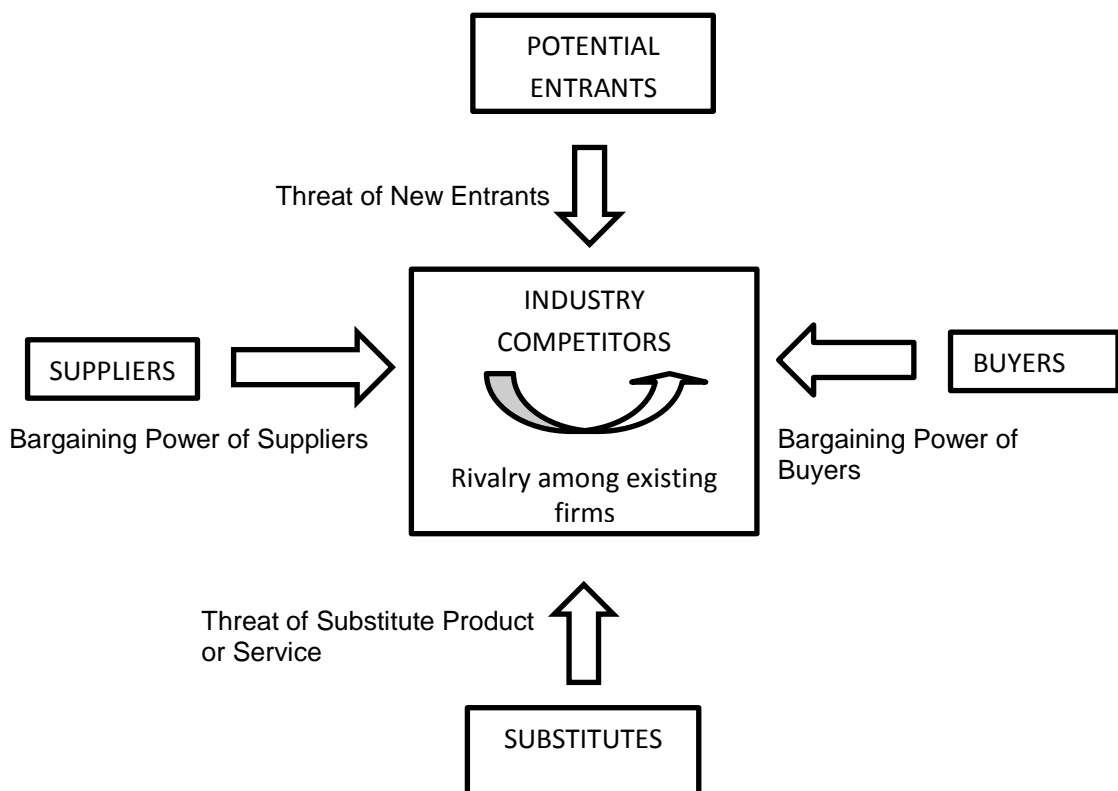 POTENTIAL
ENTRANTS
Threat of New Entrants
INDUSTRY
COMPETITORS
SUPPLIERS
BUYERS
Bargaining Power of Suppliers
Bargaining Power of
Buyers
Rivalry among existing
firms
Threat of Substitute Product
or Service
SUBSTITUTES